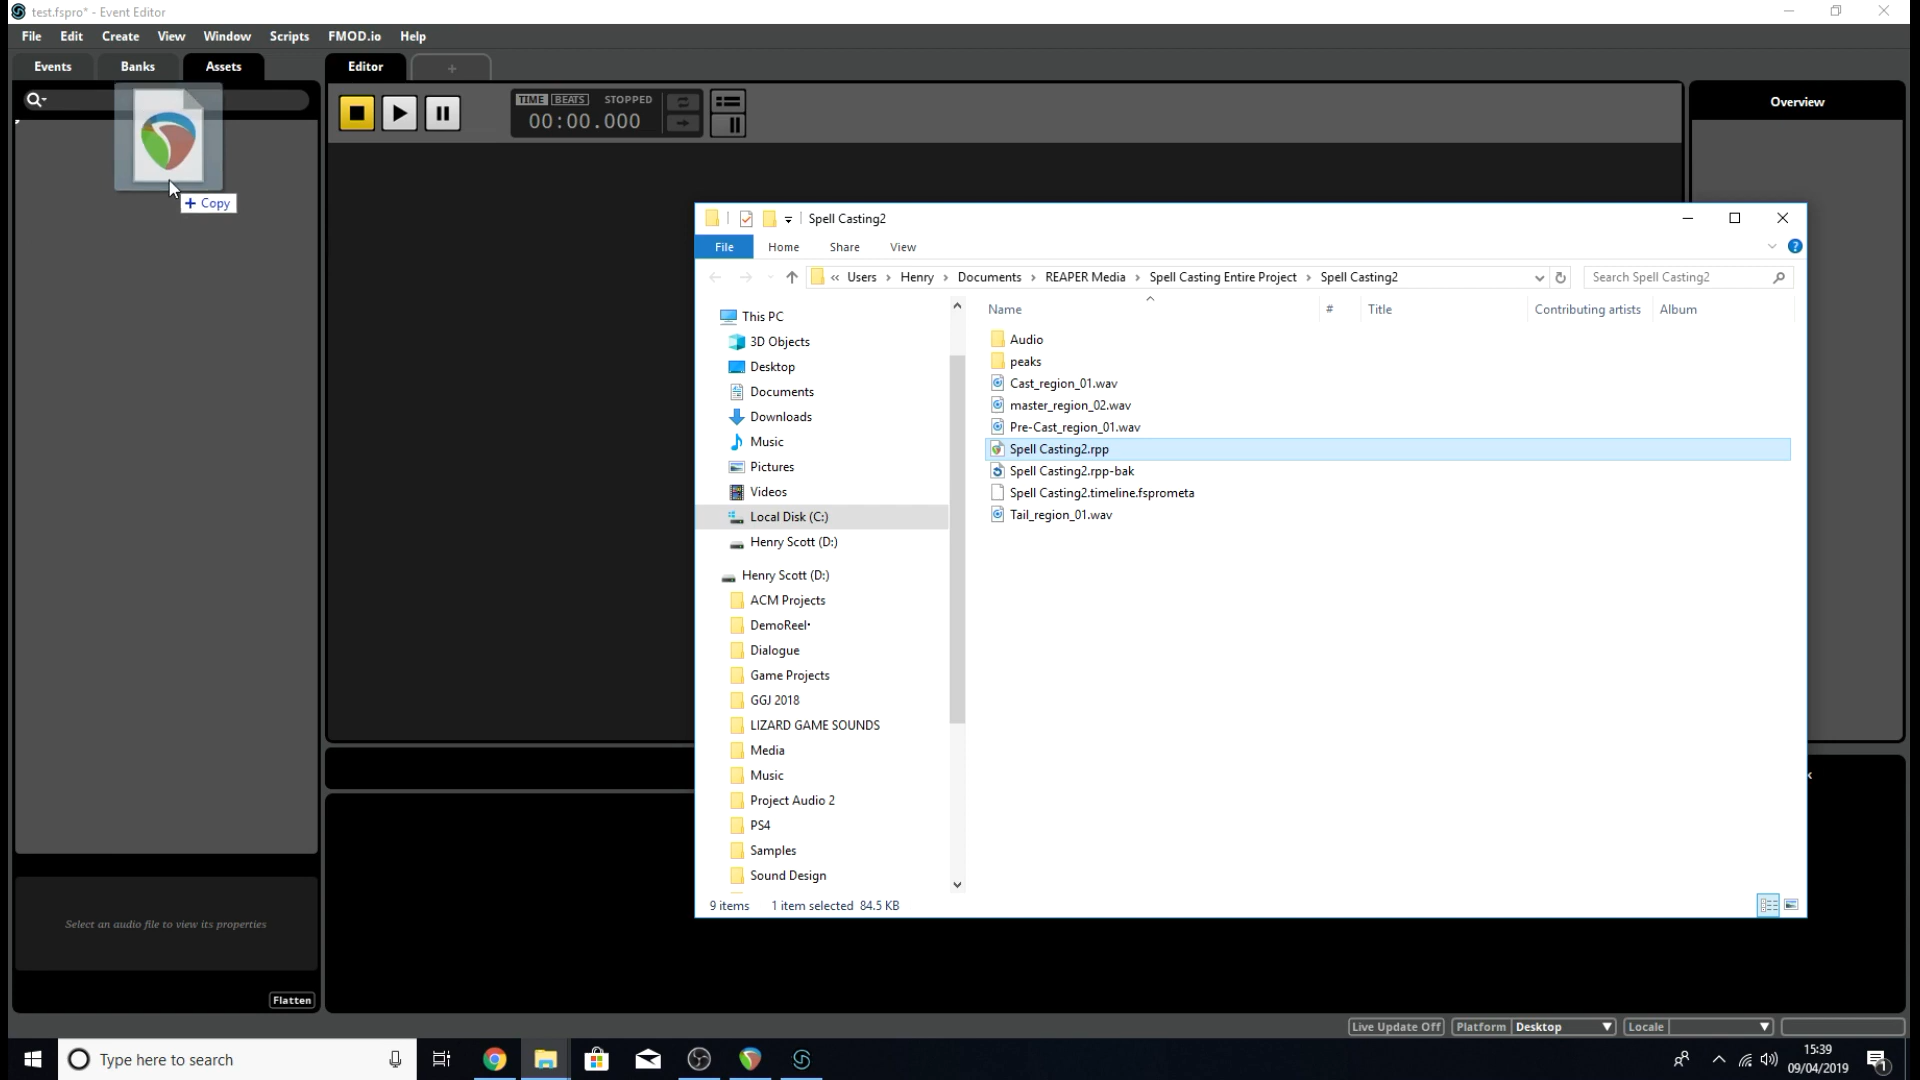 test.fspro* - Event Editor
File Edit Create View Window Scripts FMOD.io Help
Events Banks Assets Editor +
TIME BEATS STOPPED
00:00.000
Overview
+ Copy
Spell Casting2
File Home Share View
« Users › Henry › Documents › REAPER Media › Spell Casting Entire Project › Spell Casting2
Search Spell Casting2
Name # Title Contributing artists Album
This PC
3D Objects
Desktop
Documents
Downloads
Music
Pictures
Videos
Local Disk (C:)
Henry Scott (D:)
Henry Scott (D:)
ACM Projects
DemoReel•
Dialogue
Game Projects
GGJ 2018
LIZARD GAME SOUNDS
Media
Music
Project Audio 2
PS4
Samples
Sound Design
Audio
peaks
Cast_region_01.wav
master_region_02.wav
Pre-Cast_region_01.wav
Spell Casting2.rpp
Spell Casting2.rpp-bak
Spell Casting2.timeline.fsprometa
Tail_region_01.wav
9 items 1 item selected 84.5 KB
Select an audio file to view its properties
Flatten
Live Update Off Platform Desktop Locale
Type here to search
15:39
09/04/2019
1